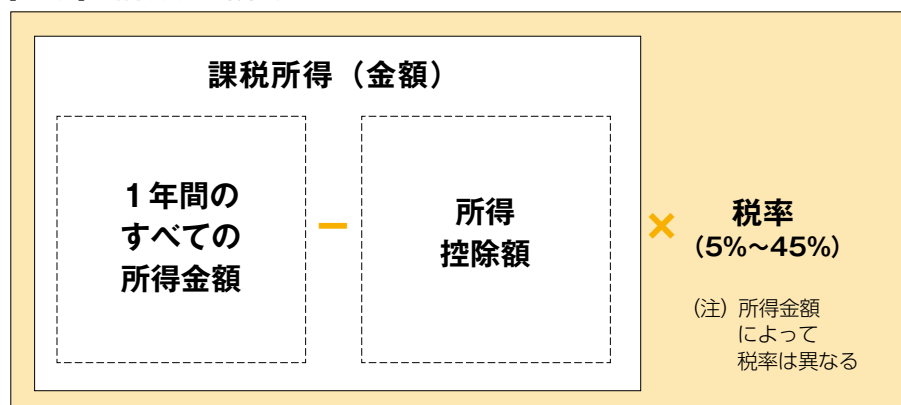 課税所得（金額）
１年間の
すべての
所得金額
−
所得
控除額
×
税率
(5%〜45%)
（注）所得金額
によって
税率は異なる